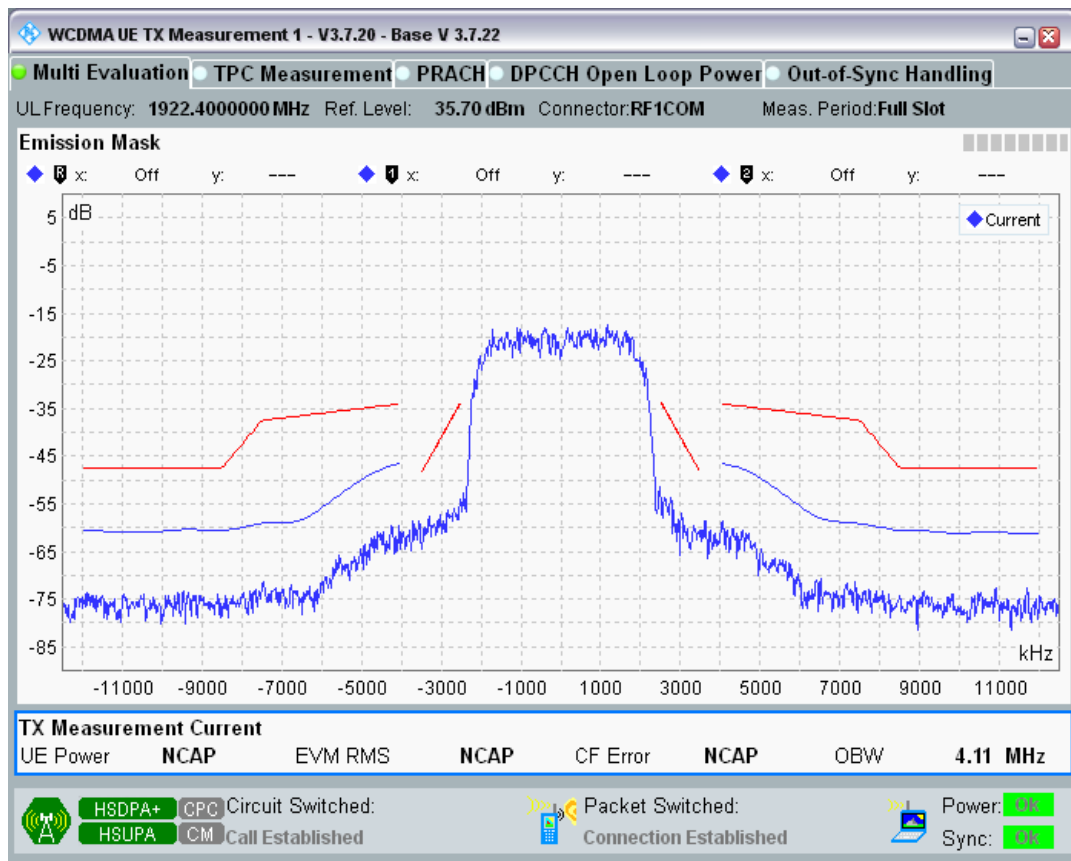 WCDMA UE TX Measurement 1 - V3.7.20 - Base V 3.7.22
Multi Evaluation TPC Measurement PRACH DPCCH Open Loop Power Out-of-Sync Handling
UL Frequency: 1922.4000000 MHz Ref. Level: 35.70 dBm Connector: RF1COM Meas. Period: Full Slot
Emission Mask
R x: Off y: --- 1 x: Off y: --- 2 x: Off y: ---
dB
Current
5
-5
-15
-25
-35
-45
-55
-65
-75
-85
kHz
-11000 -9000 -7000 -5000 -3000 -1000 1000 3000 5000 7000 9000 11000
TX Measurement Current
UE Power NCAP EVM RMS NCAP CF Error NCAP OBW 4.11 MHz
HSDPA+ CPC Circuit Switched: Packet Switched: Power: OK
HSUPA CM Call Established Connection Established Sync: OK